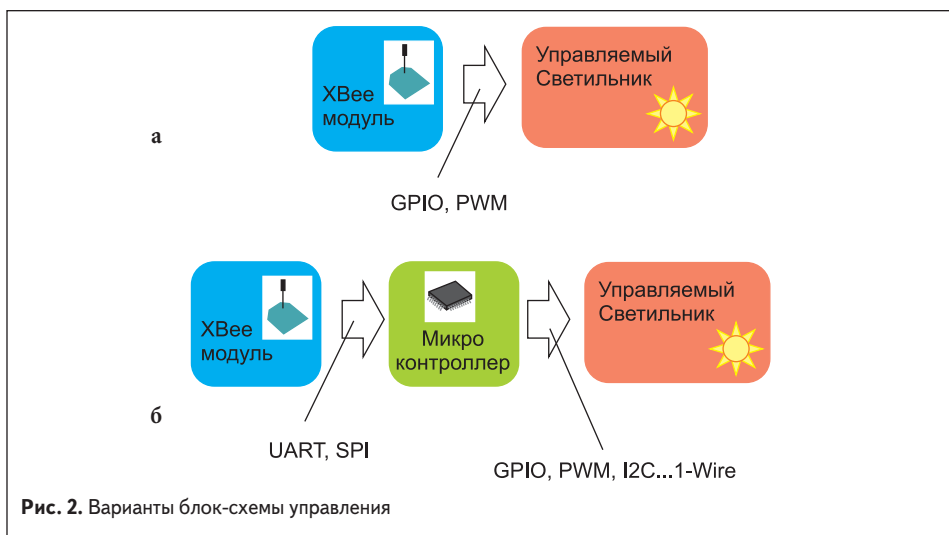 XBee
модуль
Управляемый
Светильник
а
GPIO, PWM
XBee
модуль
Микро
контроллер
Управляемый
Светильник
б
UART, SPI
GPIO, PWM, I2C...1-Wire
Рис. 2. Варианты блок-схемы управления